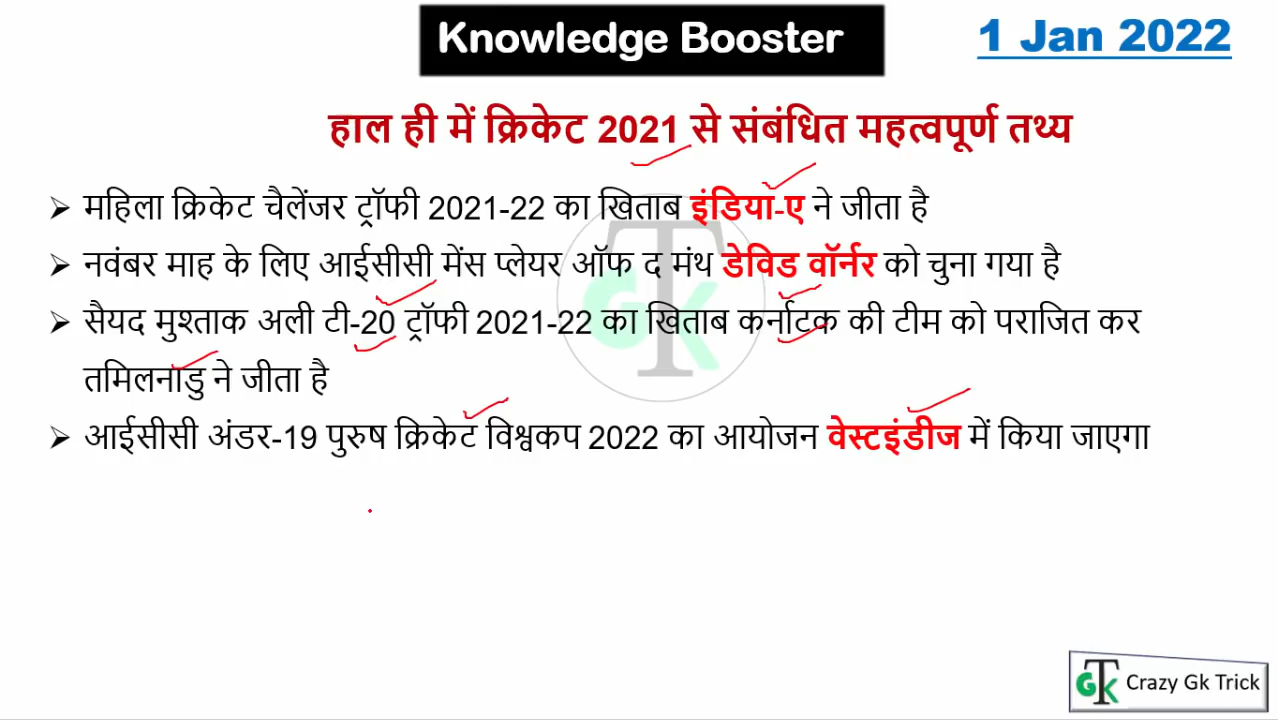 Knowledge Booster
1 Jan 2022
हाल ही में क्रिकेट 2021 से संबंधित महत्वपूर्ण तथ्य
➢ महिला क्रिकेट चैलेंजर ट्रॉफी 2021-22 का खिताब इंडिया-ए ने जीता है
➢ नवंबर माह के लिए आईसीसी मेंस प्लेयर ऑफ द मंथ डेविड वॉर्नर को चुना गया है
➢ सैयद मुश्ताक अली टी-20 ट्रॉफी 2021-22 का खिताब कर्नाटक की टीम को पराजित कर
तमिलनाडु ने जीता है
➢ आईसीसी अंडर-19 पुरुष क्रिकेट विश्वकप 2022 का आयोजन वेस्टइंडीज में किया जाएगा
GTK
GTK Crazy Gk Trick